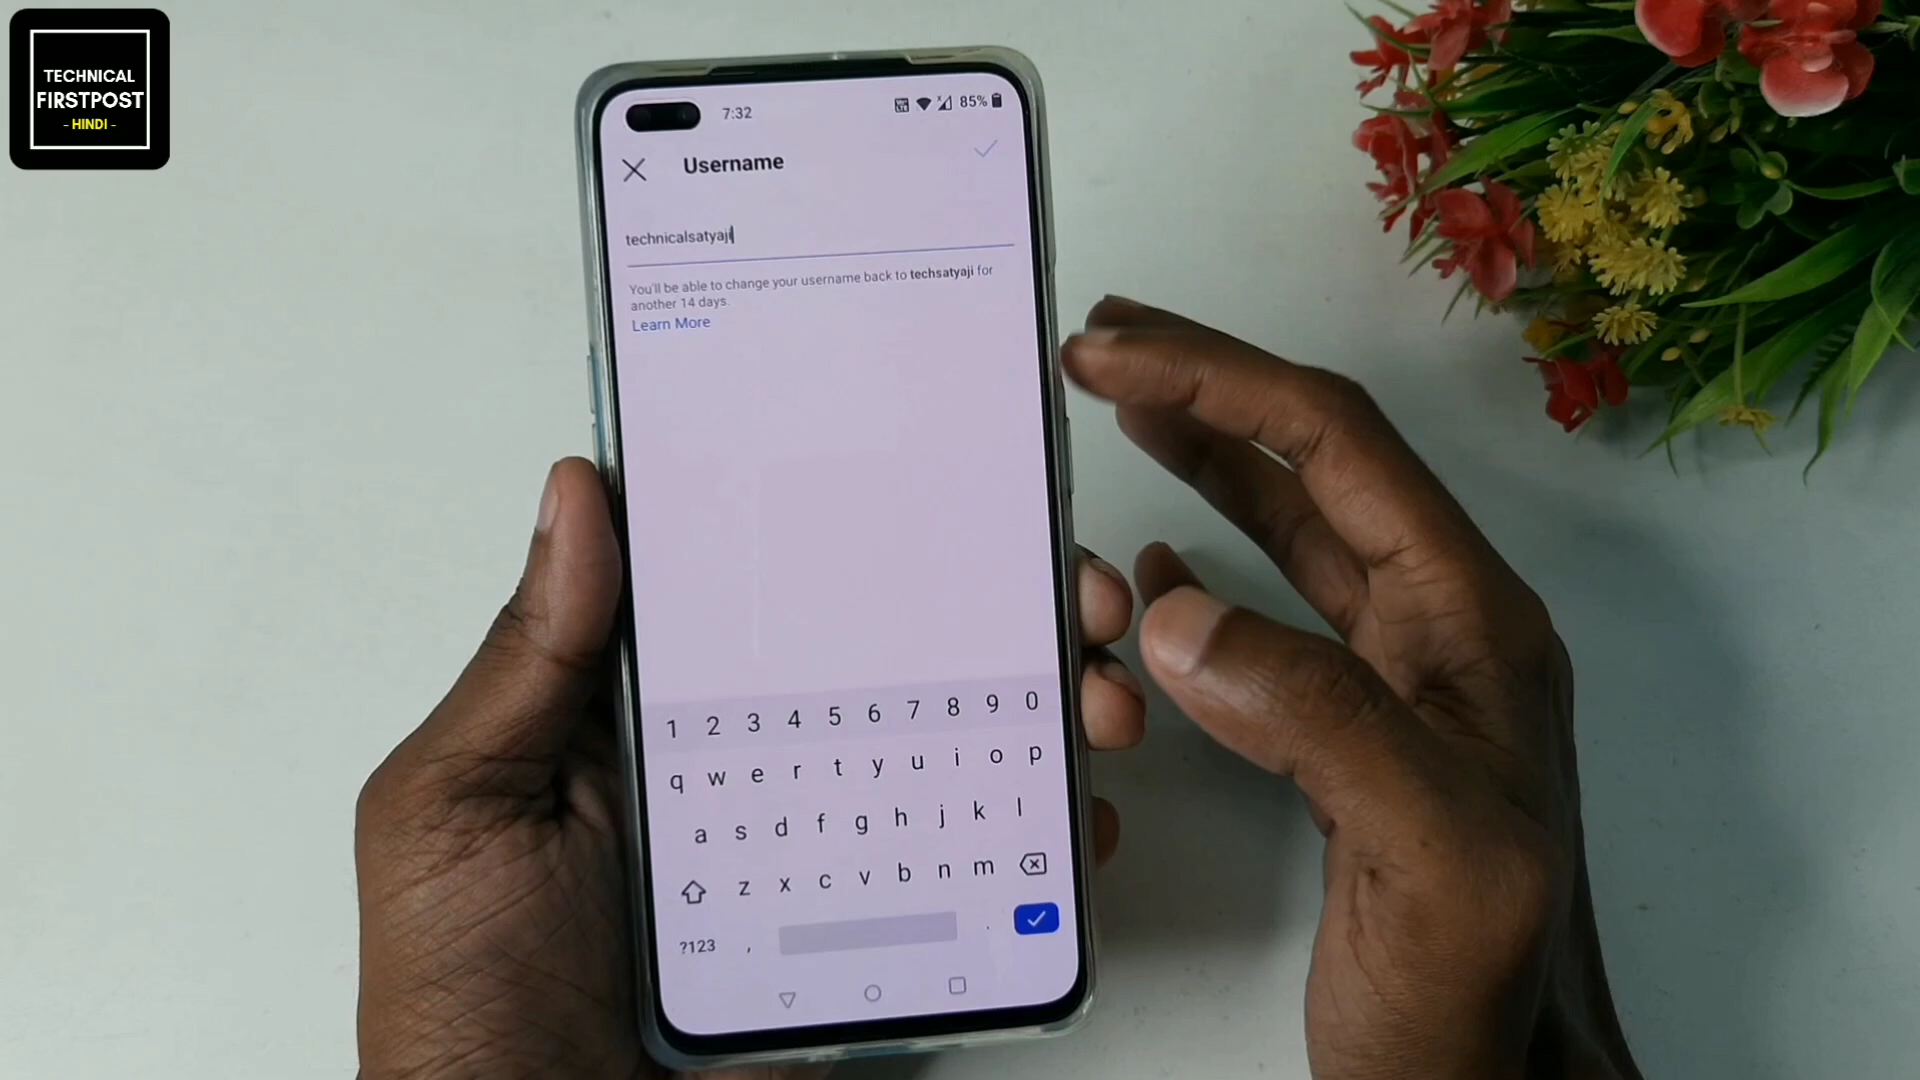 TECHNICAL
FIRSTPOST
- HINDI -
7:32
85%
Username
technicalsatyaji
You'll be able to change your username back to techsatyaji for
another 14 days.
Learn More
1 2 3 4 5 6 7 8 9 0
q w e r t y u i o p
a s d f g h j k l
z x c v b n m
?123 , .